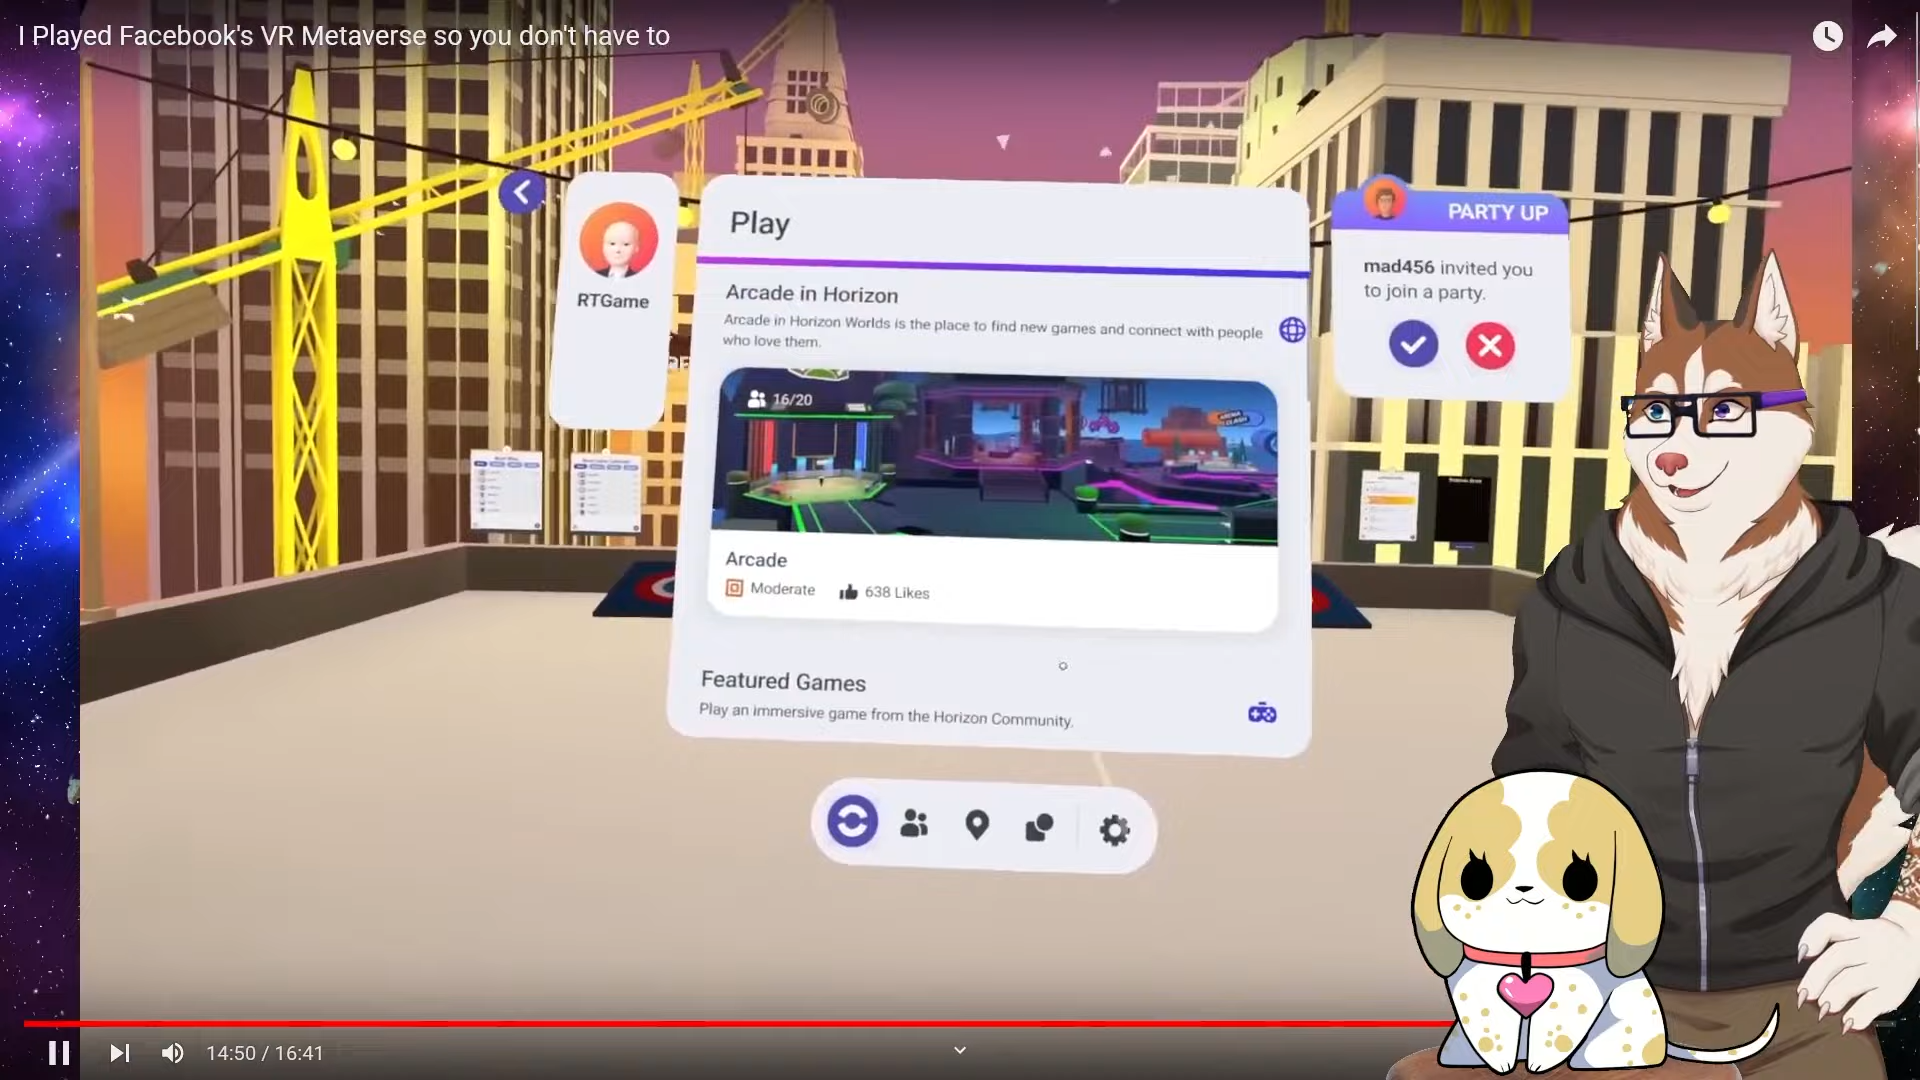 I Played Facebook's VR Metaverse so you don't have to
RTGame
Play
Arcade in Horizon
Arcade in Horizon Worlds is the place to find new games and connect with people
who love them.
16/20
ARENA
CLASH
Arcade
Moderate
638 Likes
Featured Games
Play an immersive game from the Horizon Community.
PARTY UP
mad456 invited you
to join a party.
14:50 / 16:41